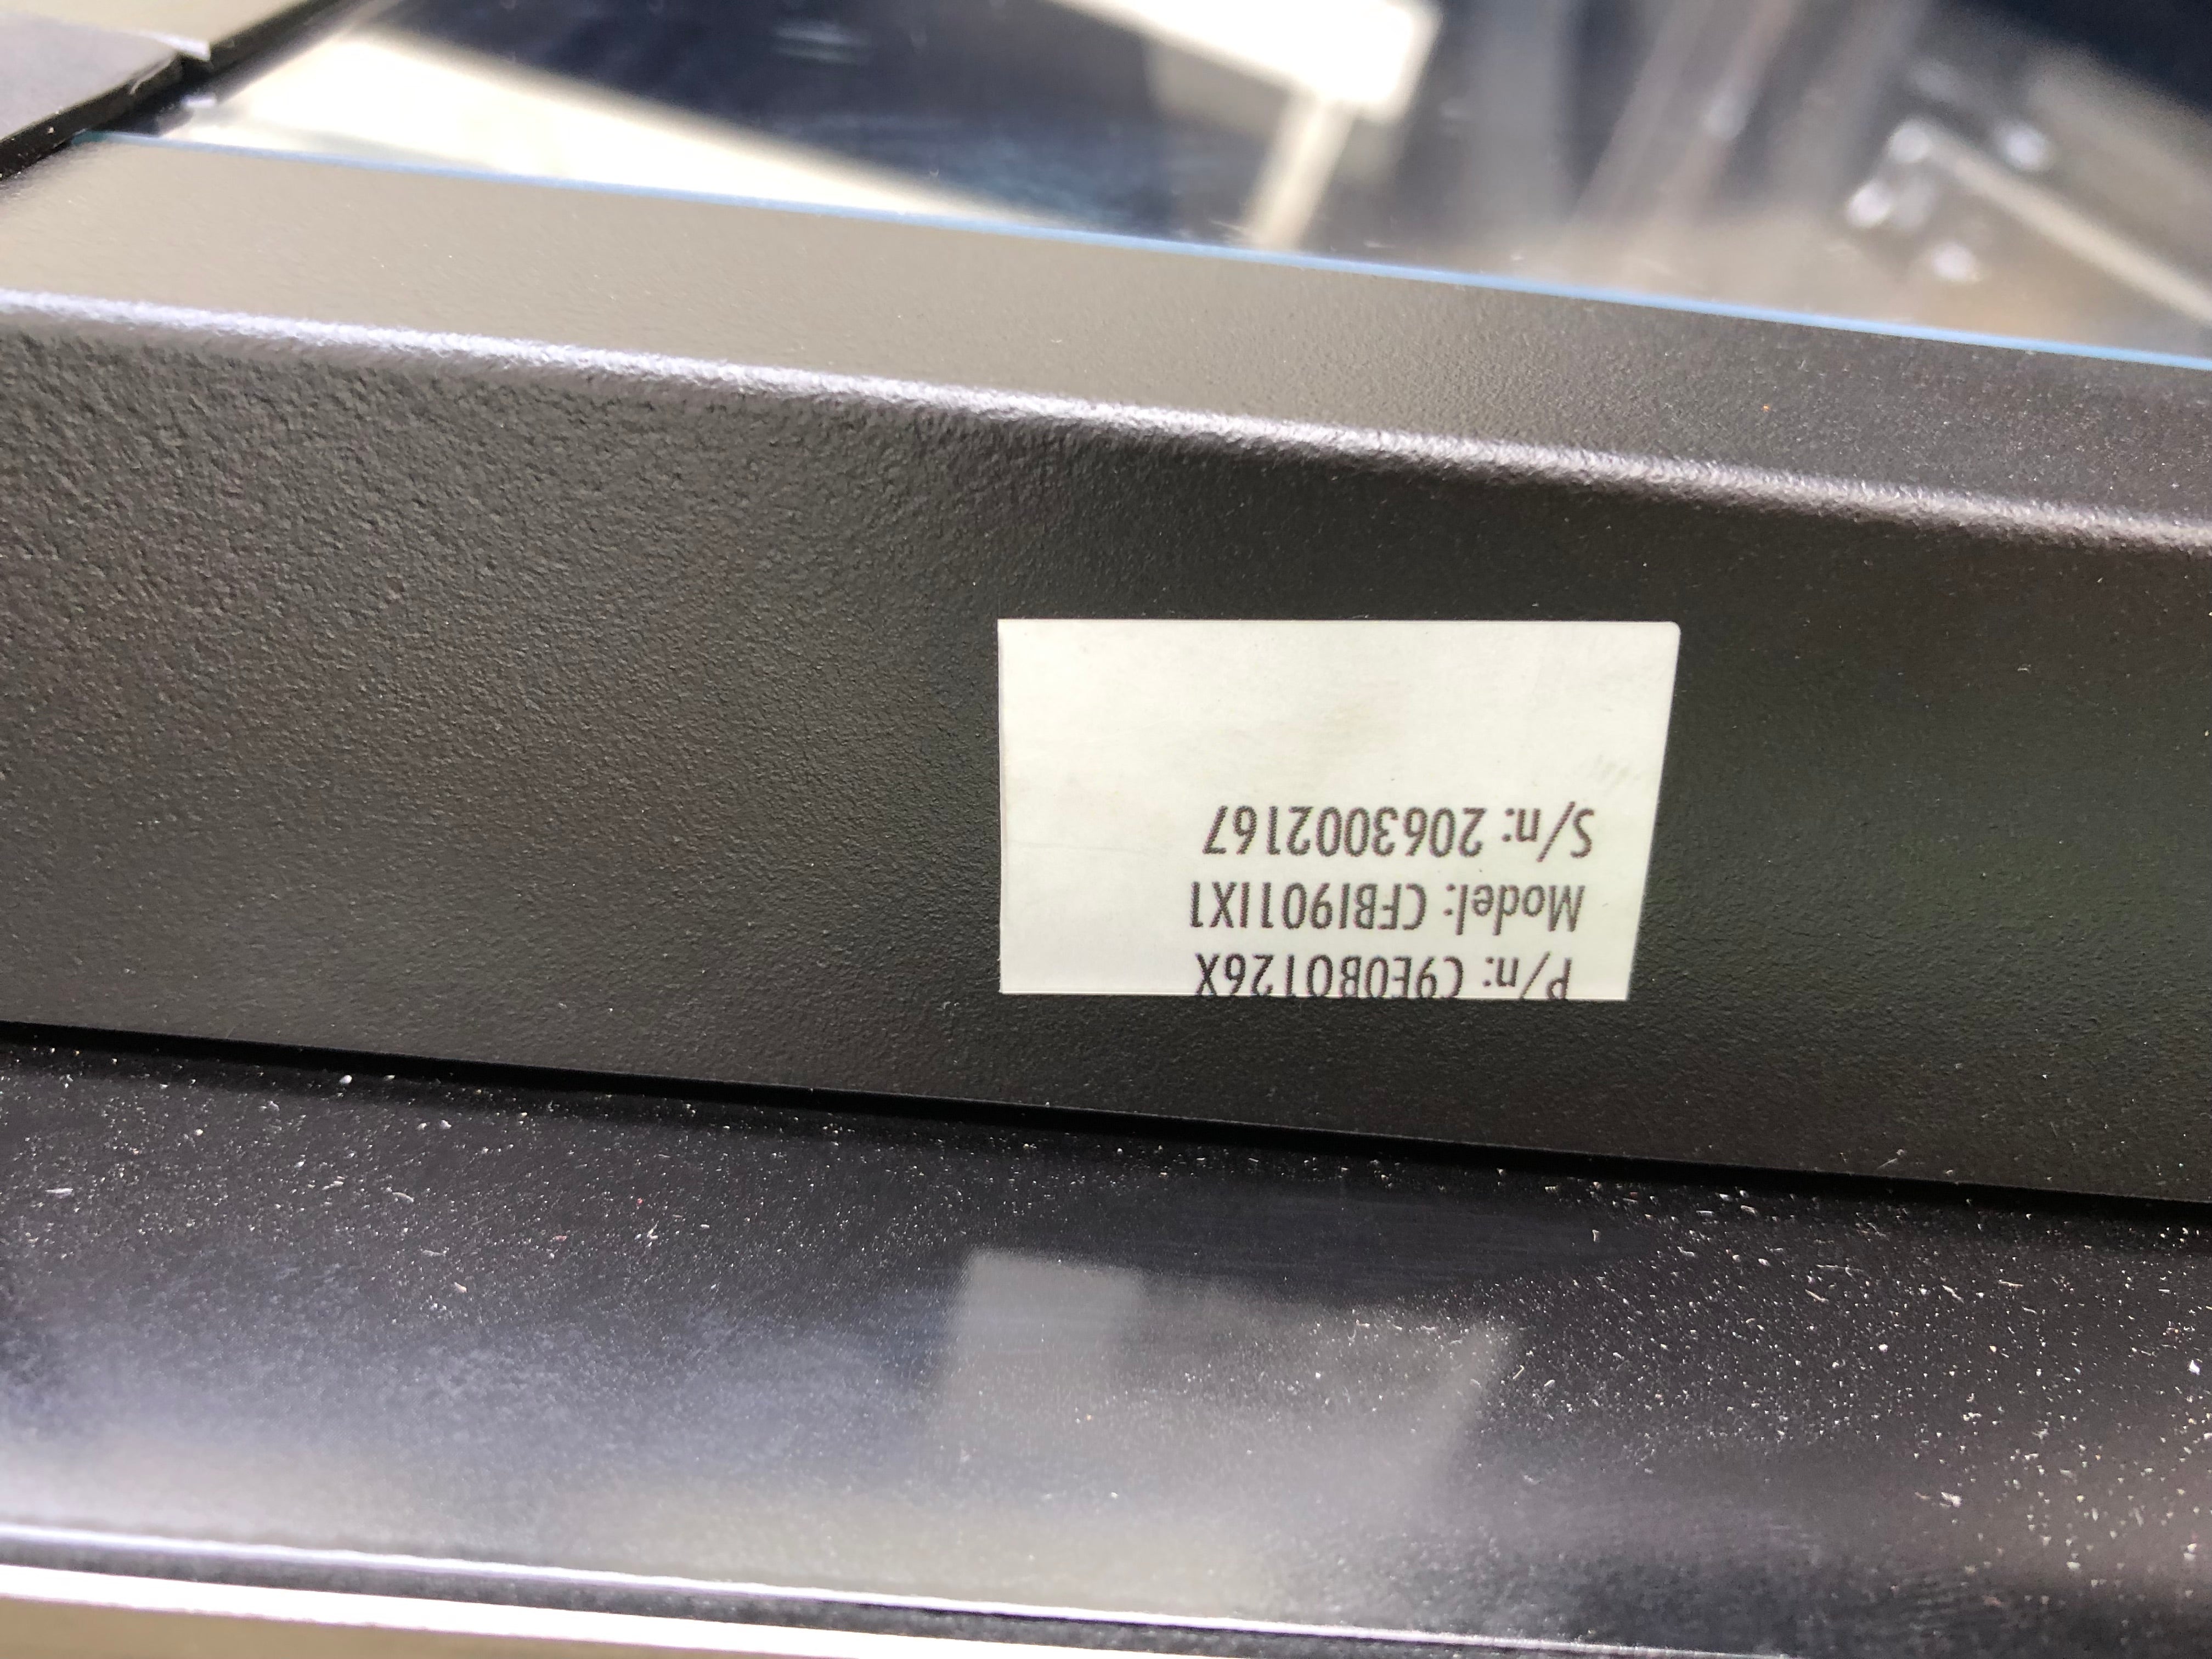 P/n: C9E0B0126X
Model: CFBI9011X1
S/n: 2063002167